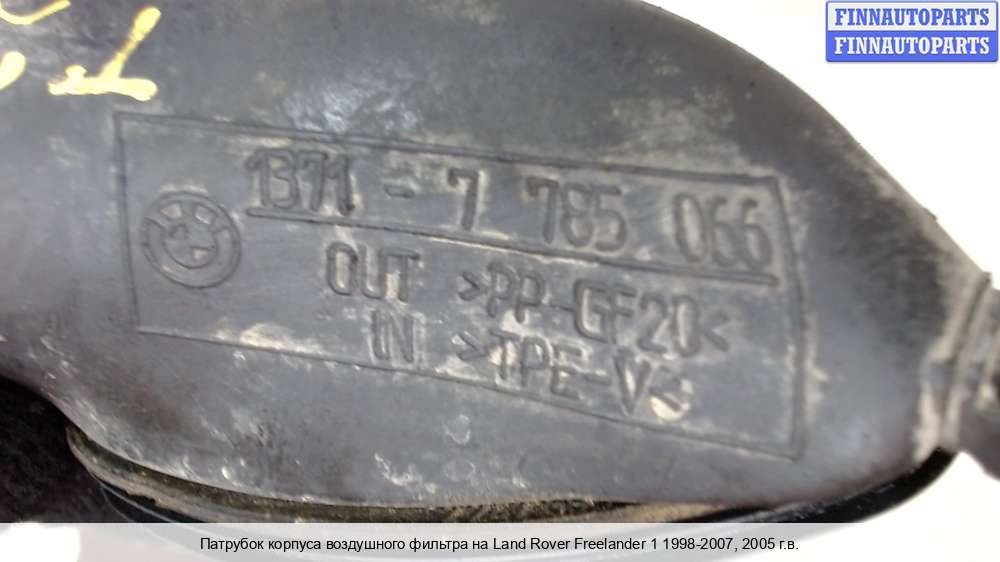 FINNAUTOPARTS
FINNAUTOPARTS
1371 - 7 785 066
OUT >PP-GF20<
IN >TPE-V<
Патрубок корпуса воздушного фильтра на Land Rover Freelander 1 1998-2007, 2005 г.в.